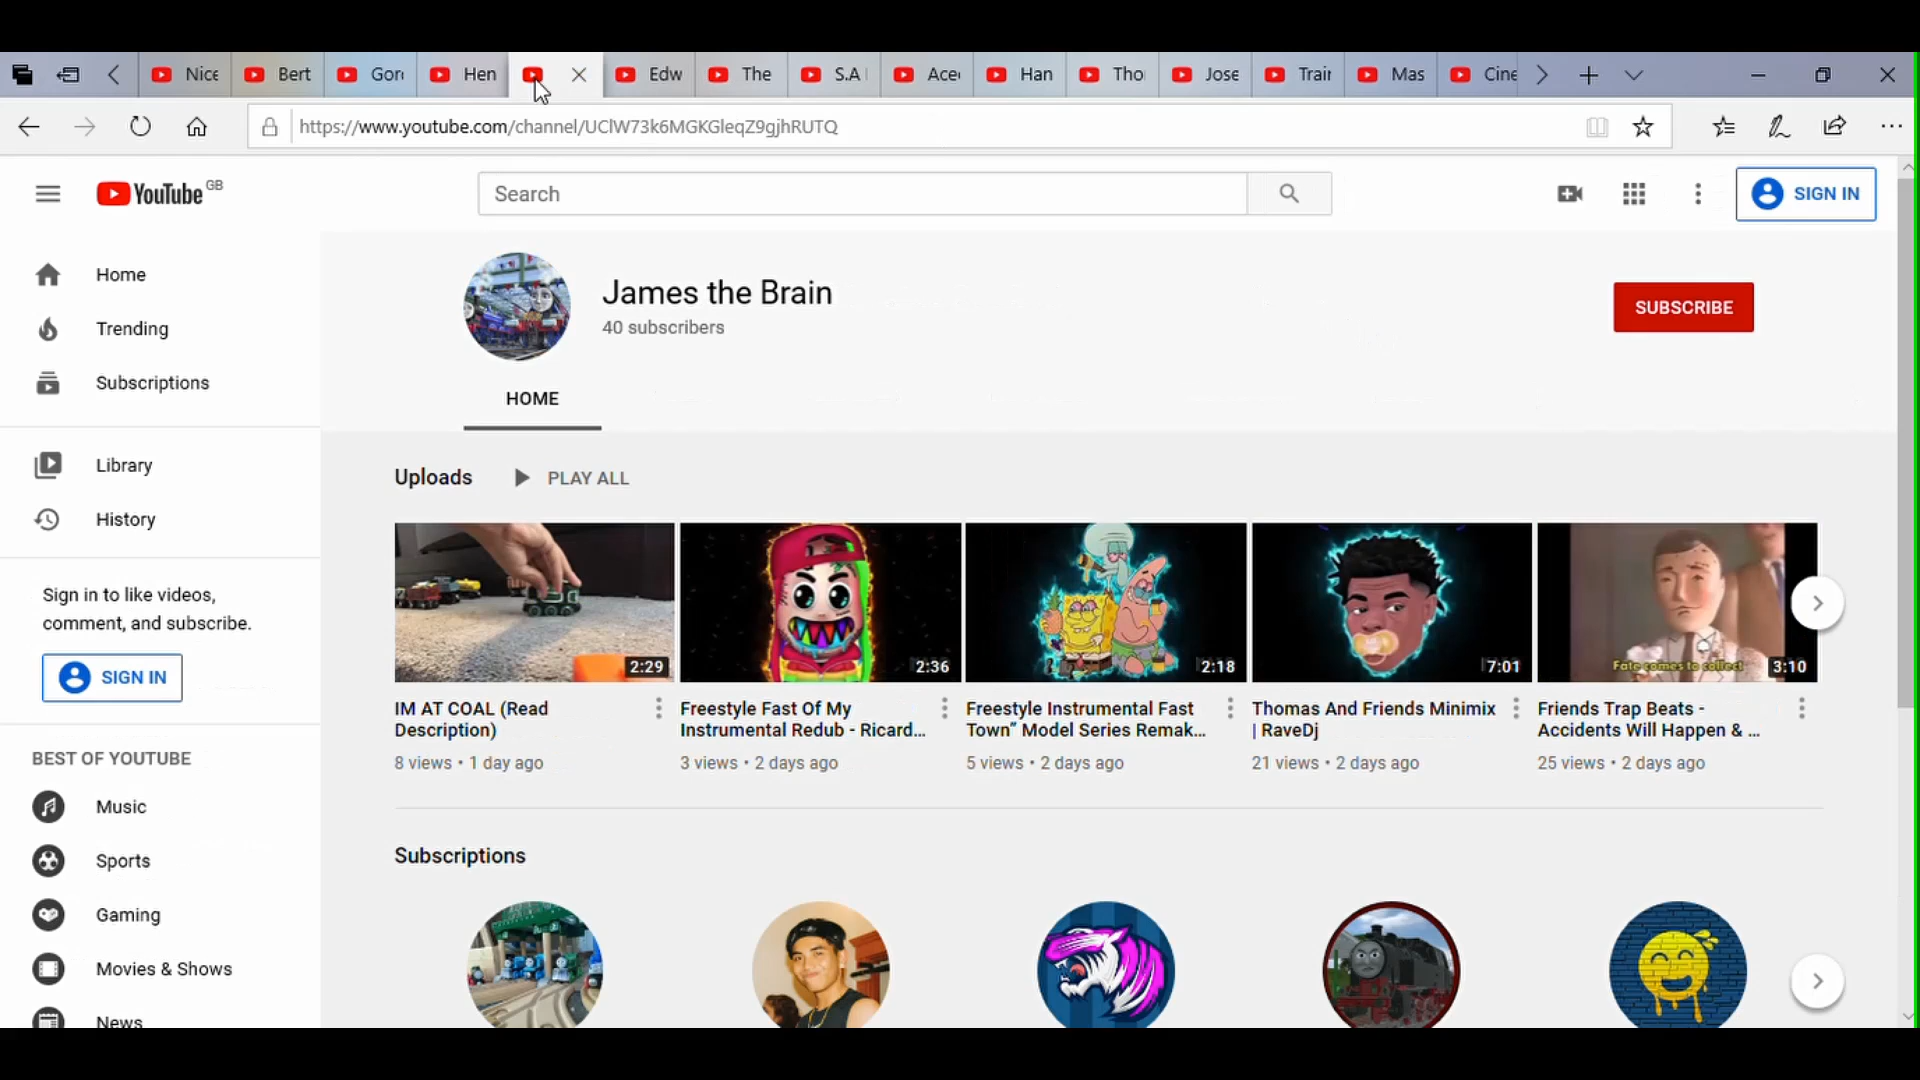 Nice
Bert
Gor
Hen
Edw
The
S.A
Ace
Han
Tho
Jose
Train
Mas
Cine
https://www.youtube.com/channel/UClW73k6MGKGleqZ9gjhRUTQ
YouTube GB
Search
SIGN IN
Home
Trending
Subscriptions
Library
History
Sign in to like videos,
comment, and subscribe.
SIGN IN
BEST OF YOUTUBE
Music
Sports
Gaming
Movies & Shows
News
James the Brain
40 subscribers
SUBSCRIBE
HOME
Uploads
PLAY ALL
2:29
IM AT COAL (Read
Description)
8 views • 1 day ago
2:36
Freestyle Fast Of My
Instrumental Redub - Ricard...
3 views • 2 days ago
2:18
Freestyle Instrumental Fast
Town” Model Series Remak...
5 views • 2 days ago
7:01
Thomas And Friends Minimix
| RaveDj
21 views • 2 days ago
Fate comes to collect
3:10
Friends Trap Beats -
Accidents Will Happen & ...
25 views • 2 days ago
Subscriptions